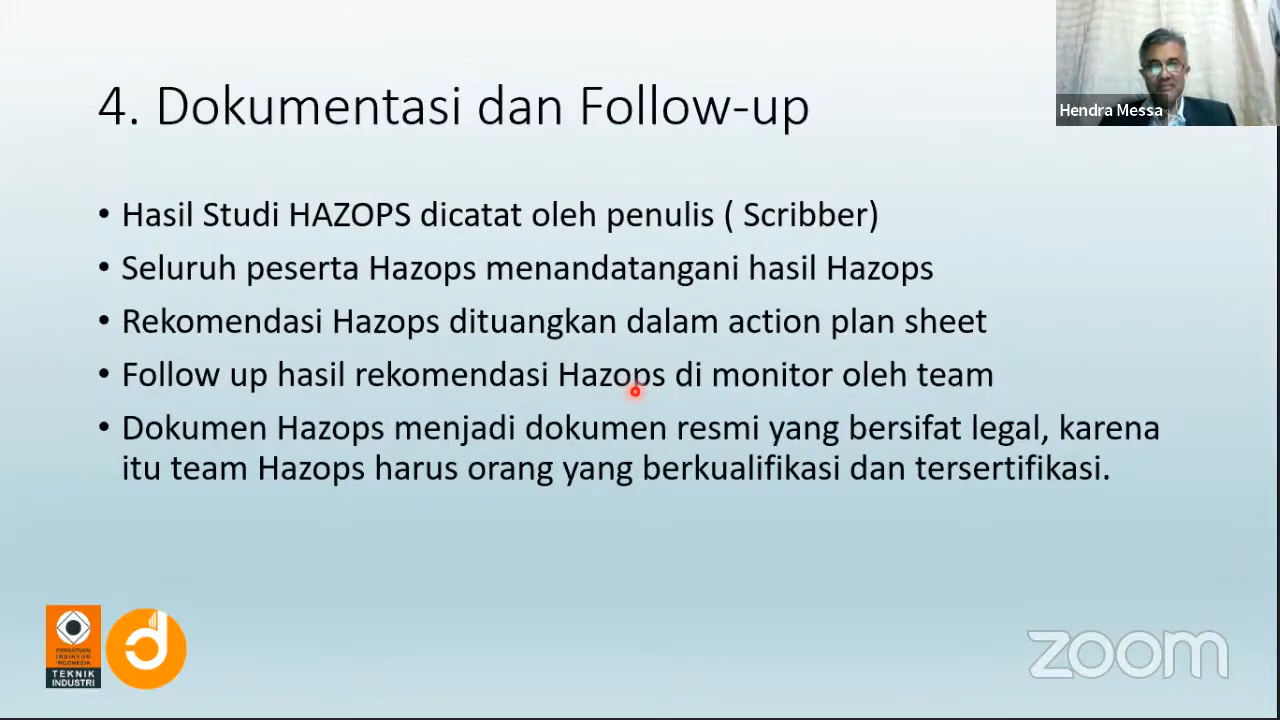 4. Dokumentasi dan Follow-up
Hendra Messa
• Hasil Studi HAZOPS dicatat oleh penulis ( Scribber)
• Seluruh peserta Hazops menandatangani hasil Hazops
• Rekomendasi Hazops dituangkan dalam action plan sheet
• Follow up hasil rekomendasi Hazops di monitor oleh team
• Dokumen Hazops menjadi dokumen resmi yang bersifat legal, karena
itu team Hazops harus orang yang berkualifikasi dan tersertifikasi.
PERSATUAN
INSINYUR
INDONESIA
TEKNIK
INDUSTRI
zoom